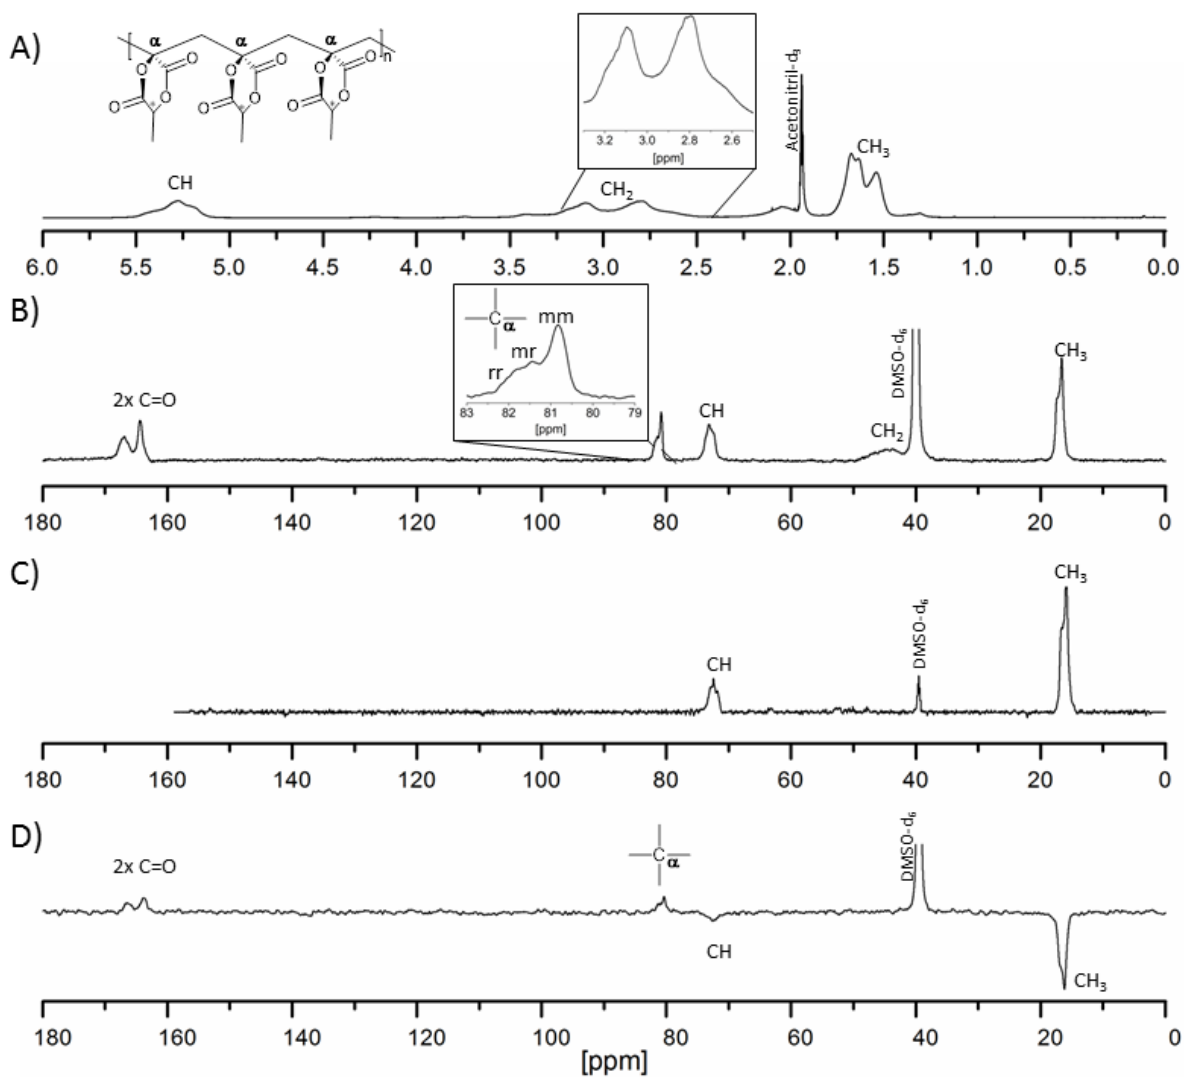 A)
[ α α α ]n
O O O O O O
O O O O O O
* * *
CH
CH2
3.2 3.0 2.8 2.6
[ppm]
Acetonitril-d3
CH3
6.0 5.5 5.0 4.5 4.0 3.5 3.0 2.5 2.0 1.5 1.0 0.5 0.0
B)
2x C=O
C α
rr mr mm
83 82 81 80 79
[ppm]
CH
CH2
DMSO-d6
CH3
180 160 140 120 100 80 60 40 20 0
C)
CH
DMSO-d6
CH3
180 160 140 120 100 80 60 40 20 0
D)
2x C=O
C α
CH
DMSO-d6
CH3
180 160 140 120 100 80 60 40 20 0
[ppm]